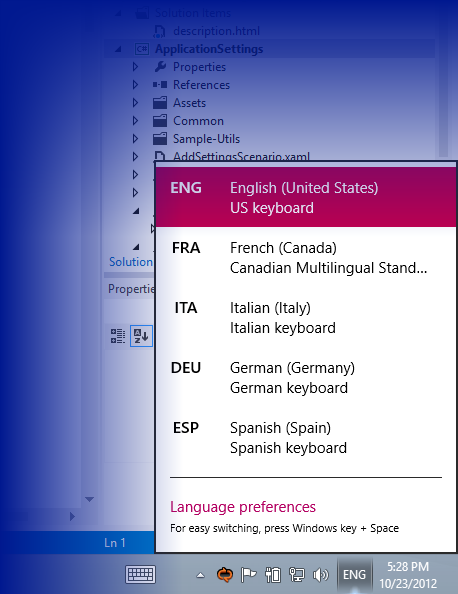 Solution Items
description.html
C# ApplicationSettings
Properties
References
Assets
Common
Sample-Utils
AddSettingsScenario.xaml
Solution
Properties
ENG English (United States)
US keyboard
FRA French (Canada)
Canadian Multilingual Stand...
ITA Italian (Italy)
Italian keyboard
DEU German (Germany)
German keyboard
ESP Spanish (Spain)
Spanish keyboard
Language preferences
For easy switching, press Windows key + Space
Ln 1
ENG
5:28 PM
10/23/2012